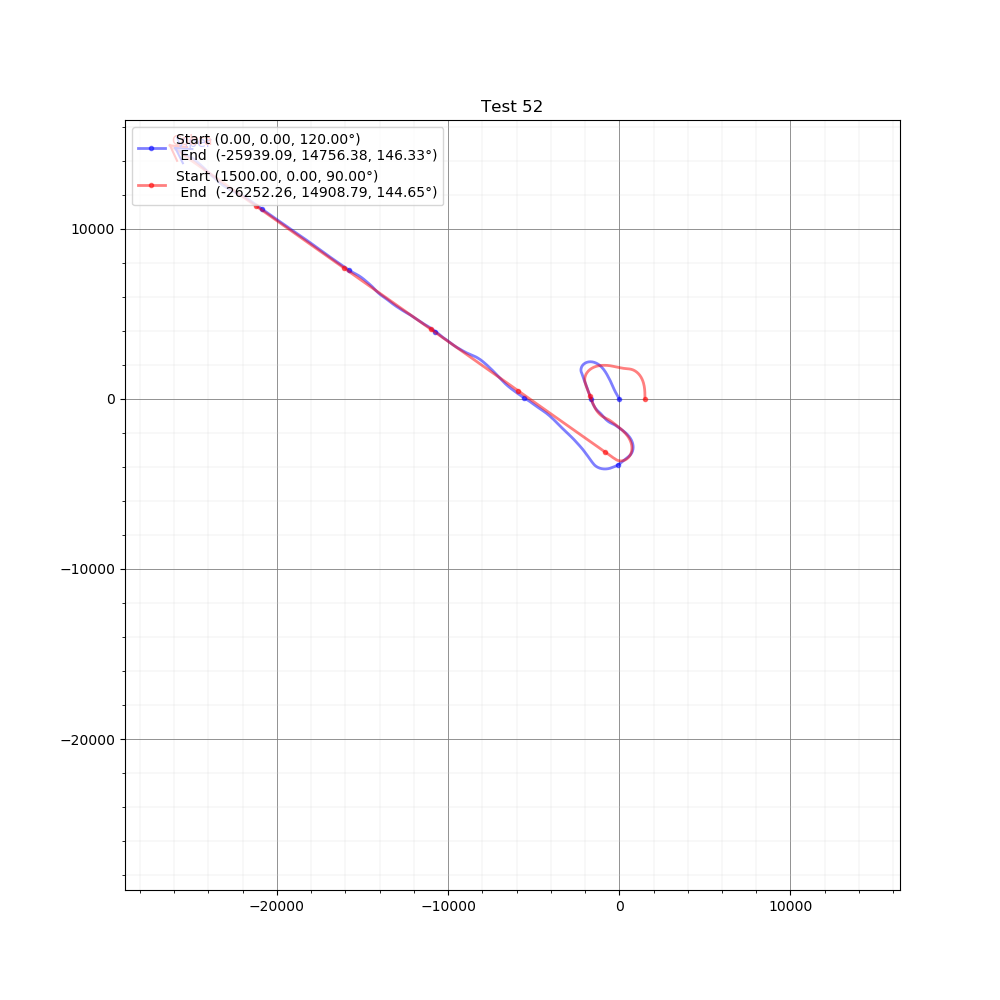 Test 52
Start (0.00, 0.00, 120.00°)
End (-25939.09, 14756.38, 146.33°)
Start (1500.00, 0.00, 90.00°)
End (-26252.26, 14908.79, 144.65°)
10000
0
−10000
−20000
−20000
−10000
0
10000